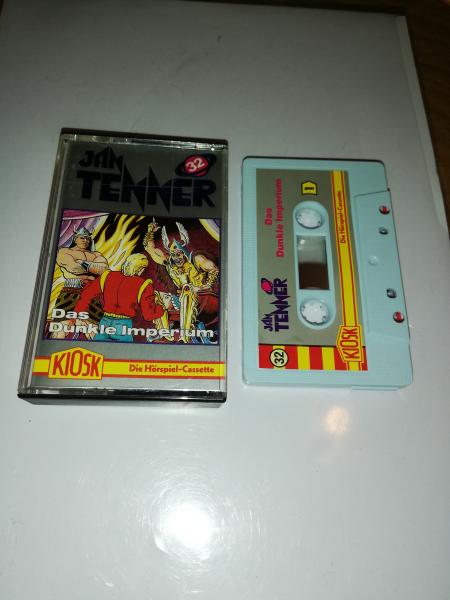 JAN
TENNER
32
Das
Dunkle Imperium
KIOSK
Die Hörspiel-Cassette
32
JAN
TENNER
Das
Dunkle Imperium
KIOSK
Die Hörspiel-Cassette